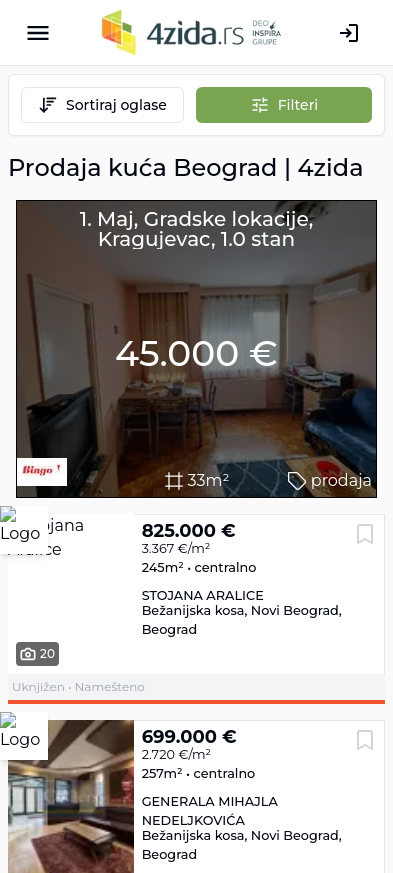 4zida.rs
DEO
INSPIRA
GRUPE
Sortiraj oglase
Filteri
Prodaja kuća Beograd | 4zida
1. Maj, Gradske lokacije,
Kragujevac, 1.0 stan
45.000 €
Bingo
33m²
prodaja
Logo
825.000 €
3.367 €/m²
245m² • centralno
STOJANA ARALICE
Bežanijska kosa, Novi Beograd,
Beograd
20
Uknjižen • Namešteno
Logo
699.000 €
2.720 €/m²
257m² • centralno
GENERALA MIHAJLA
NEDELJKOVIĆA
Bežanijska kosa, Novi Beograd,
Beograd